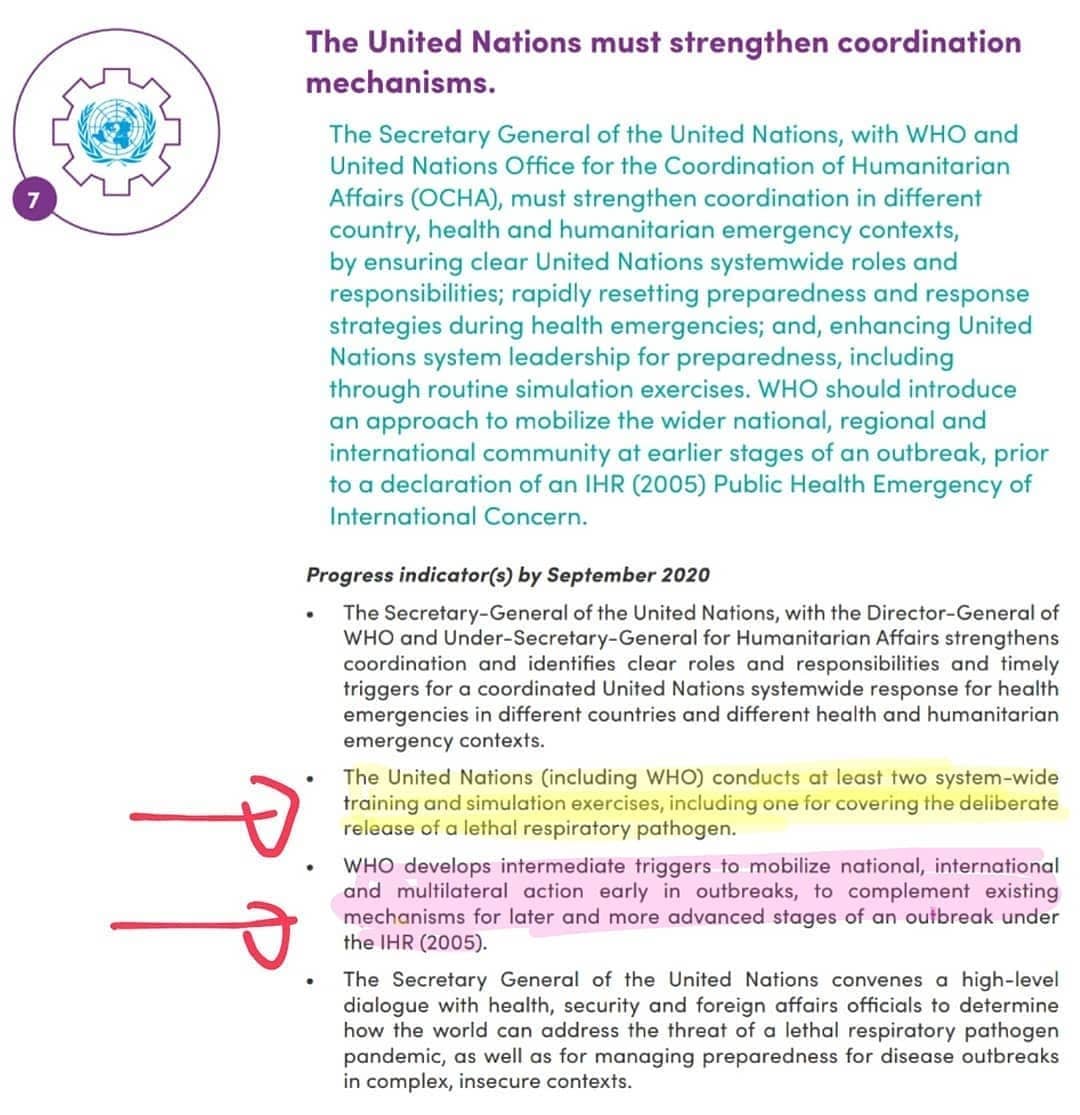 7
The United Nations must strengthen coordination
mechanisms.
The Secretary General of the United Nations, with WHO and
United Nations Office for the Coordination of Humanitarian
Affairs (OCHA), must strengthen coordination in different
country, health and humanitarian emergency contexts,
by ensuring clear United Nations systemwide roles and
responsibilities; rapidly resetting preparedness and response
strategies during health emergencies; and, enhancing United
Nations system leadership for preparedness, including
through routine simulation exercises. WHO should introduce
an approach to mobilize the wider national, regional and
international community at earlier stages of an outbreak, prior
to a declaration of an IHR (2005) Public Health Emergency of
International Concern.
Progress indicator(s) by September 2020
• The Secretary-General of the United Nations, with the Director-General of
WHO and Under-Secretary-General for Humanitarian Affairs strengthens
coordination and identifies clear roles and responsibilities and timely
triggers for a coordinated United Nations systemwide response for health
emergencies in different countries and different health and humanitarian
emergency contexts.
• The United Nations (including WHO) conducts at least two system-wide
training and simulation exercises, including one for covering the deliberate
release of a lethal respiratory pathogen.
• WHO develops intermediate triggers to mobilize national, international
and multilateral action early in outbreaks, to complement existing
mechanisms for later and more advanced stages of an outbreak under
the IHR (2005).
• The Secretary General of the United Nations convenes a high-level
dialogue with health, security and foreign affairs officials to determine
how the world can address the threat of a lethal respiratory pathogen
pandemic, as well as for managing preparedness for disease outbreaks
in complex, insecure contexts.